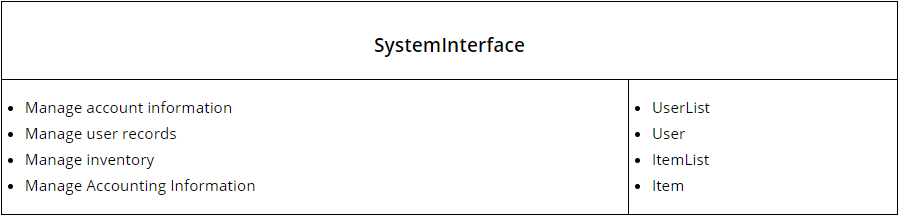 SystemInterface
Manage account information
Manage user records
Manage inventory
Manage Accounting Information
UserList
User
ItemList
Item